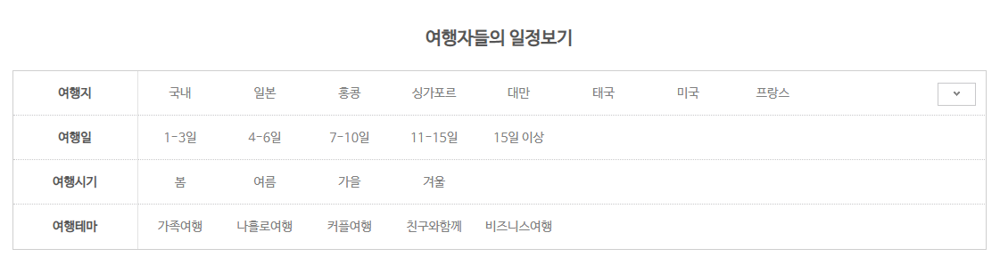 여행자들의 일정보기
여행지 국내 일본 홍콩 싱가포르 대만 태국 미국 프랑스
여행일 1-3일 4-6일 7-10일 11-15일 15일 이상
여행시기 봄 여름 가을 겨울
여행테마 가족여행 나홀로여행 커플여행 친구와함께 비즈니스여행